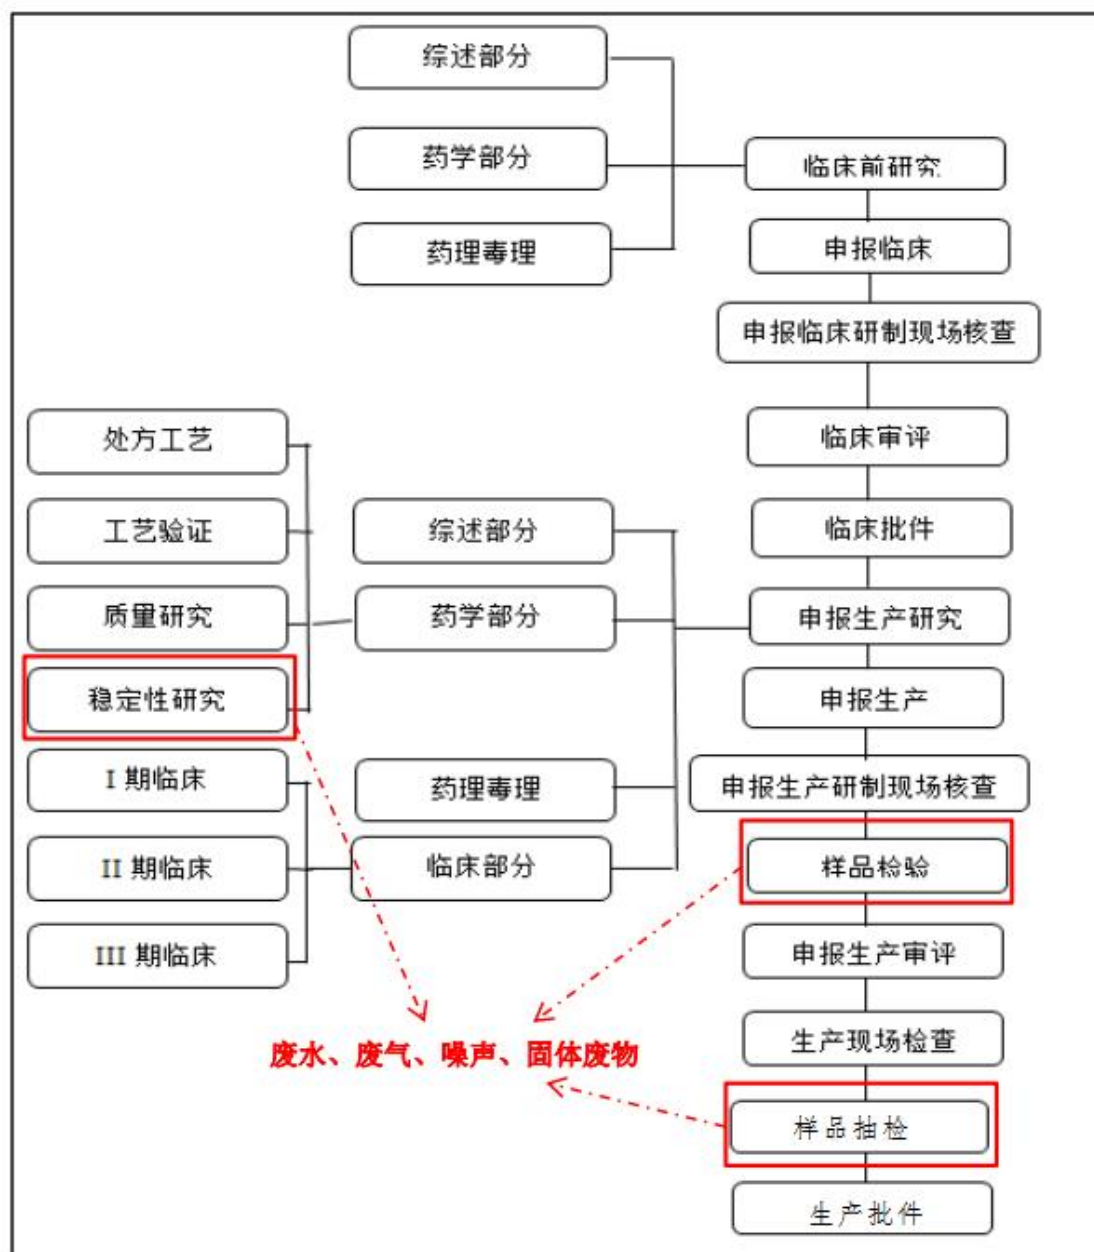 综述部分
药学部分
临床前研究
药理毒理
申报临床
申报临床研制现场核查
处方工艺
临床审评
工艺验证
综述部分
临床批件
质量研究
药学部分
申报生产研究
稳定性研究
申报生产
I 期临床
药理毒理
申报生产研制现场核查
II 期临床
临床部分
样品检验
III 期临床
申报生产审评
生产现场检查
废水、废气、噪声、固体废物
样品抽检
生产批件